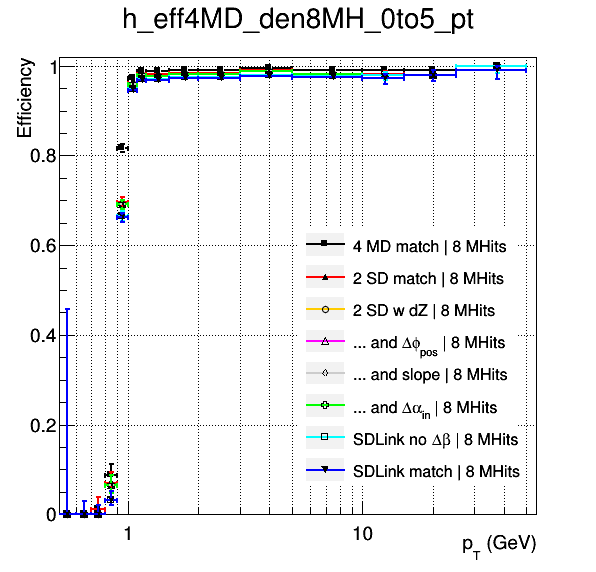 h_eff4MD_den8MH_0to5_pt
Efficiency
1
0.8
0.6
0.4
0.2
0
4 MD match | 8 MHits
2 SD match | 8 MHits
2 SD w dZ | 8 MHits
... and Δϕpos | 8 MHits
... and slope | 8 MHits
... and Δαin | 8 MHits
SDLink no Δβ | 8 MHits
SDLink match | 8 MHits
1
10
pT (GeV)